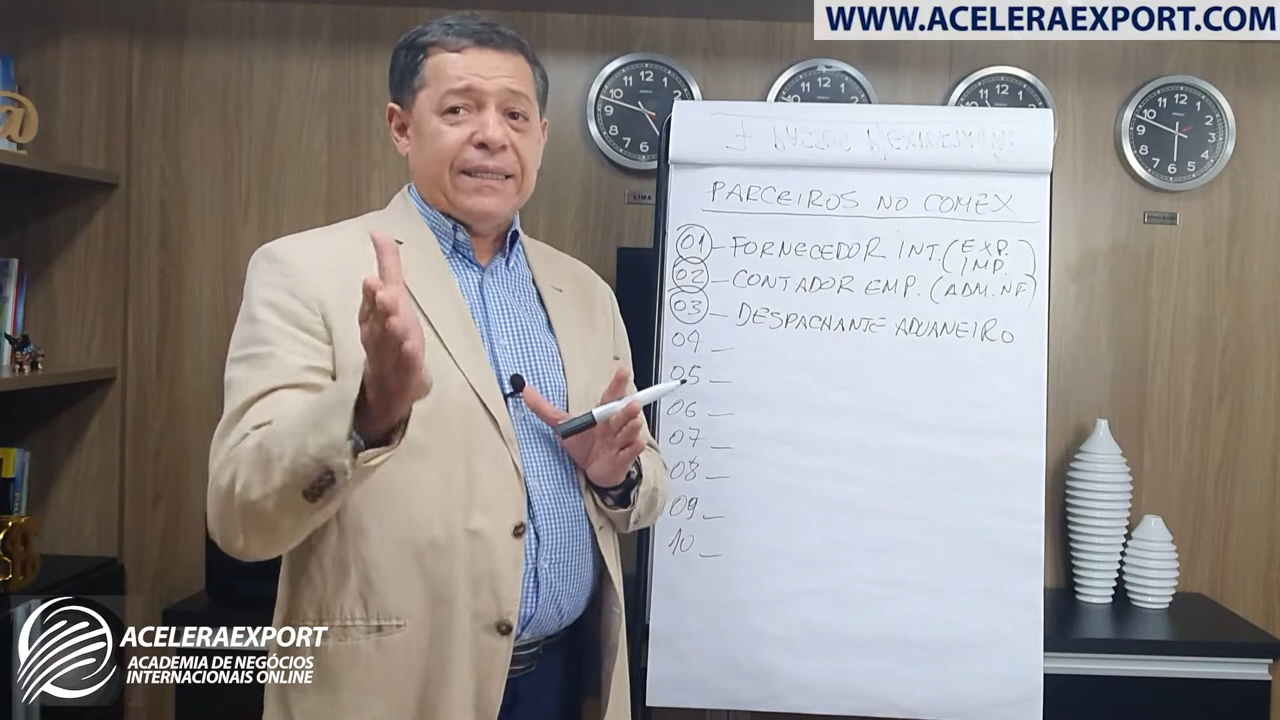 WWW.ACELERAEXPORT.COM
PARCEIROS NO COMEX
01 - FORNECEDOR INT. (EXP. IMP.)
02 - CONTADOR EMP. (ADM. NF)
03 - DESPACHANTE ADUANEIRO
04 -
05 -
06 -
07 -
08 -
09 -
10 -
LIMA
ACELERAEXPORT
ACADEMIA DE NEGÓCIOS
INTERNACIONAIS ONLINE